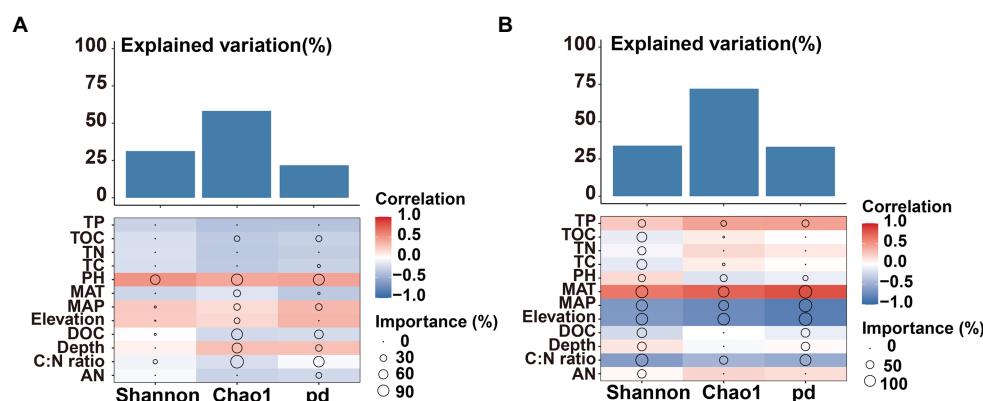 A
Explained variation(%)
100
75
50
25
0
TP
TOC
TN
TC
PH
MAT
MAP
Elevation
DOC
Depth
C:N ratio
AN
Shannon Chao1 pd
Correlation
1.0
0.5
0.0
−0.5
−1.0
Importance (%)
0
30
60
90
B
Explained variation(%)
100
75
50
25
0
TP
TOC
TN
TC
PH
MAT
MAP
Elevation
DOC
Depth
C:N ratio
AN
Shannon Chao1 pd
Correlation
1.0
0.5
0.0
−0.5
−1.0
Importance (%)
0
50
100